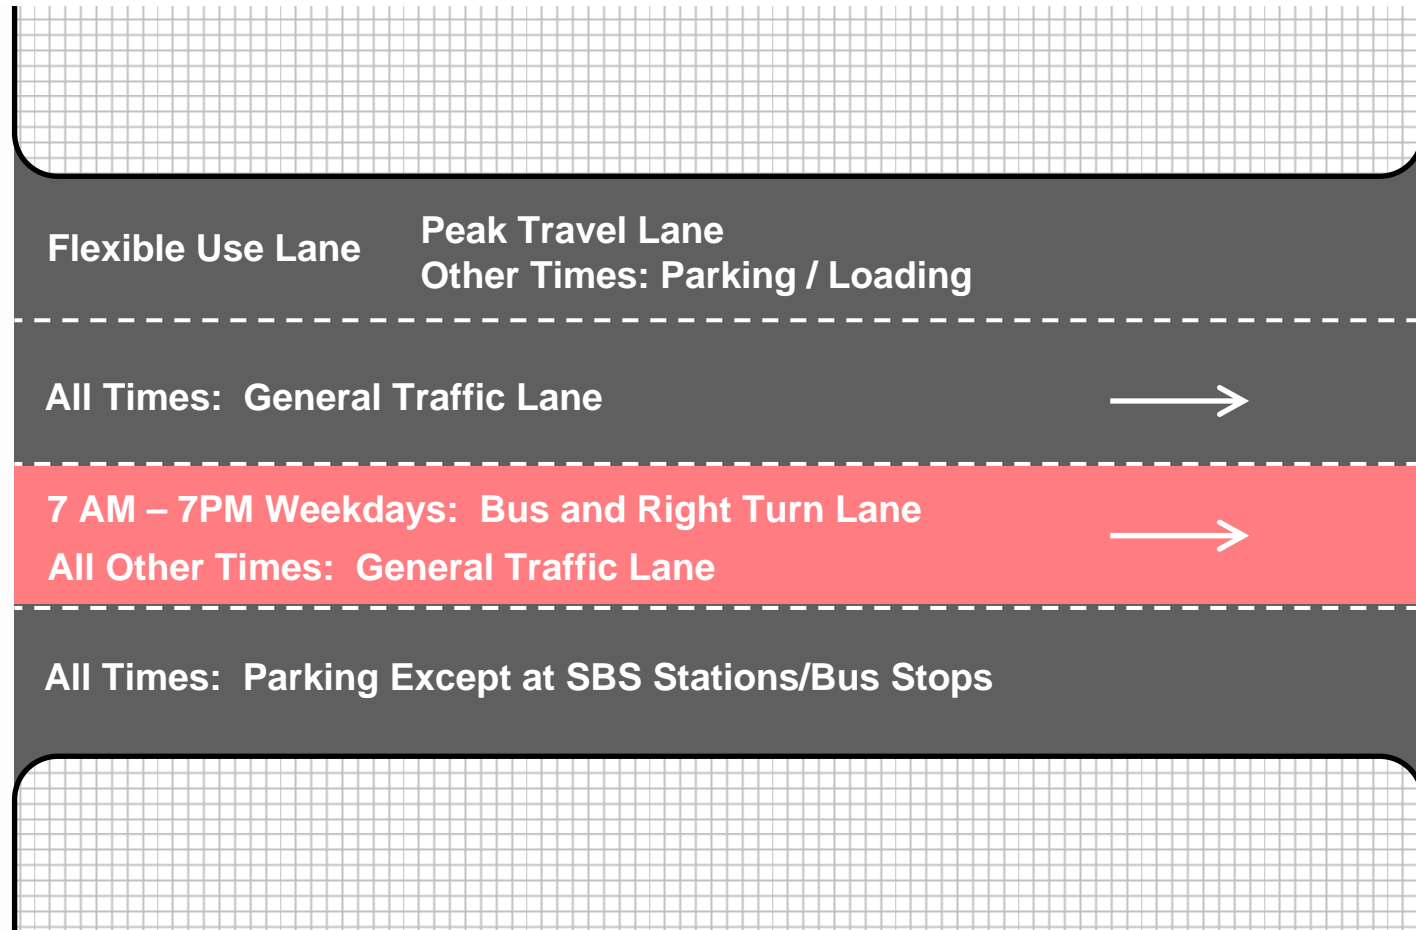 Flexible Use Lane
Peak Travel Lane
Other Times: Parking / Loading
All Times:  General Traffic Lane
7 AM – 7PM Weekdays:  Bus and Right Turn Lane
All Other Times:  General Traffic Lane
All Times:  Parking Except at SBS Stations/Bus Stops